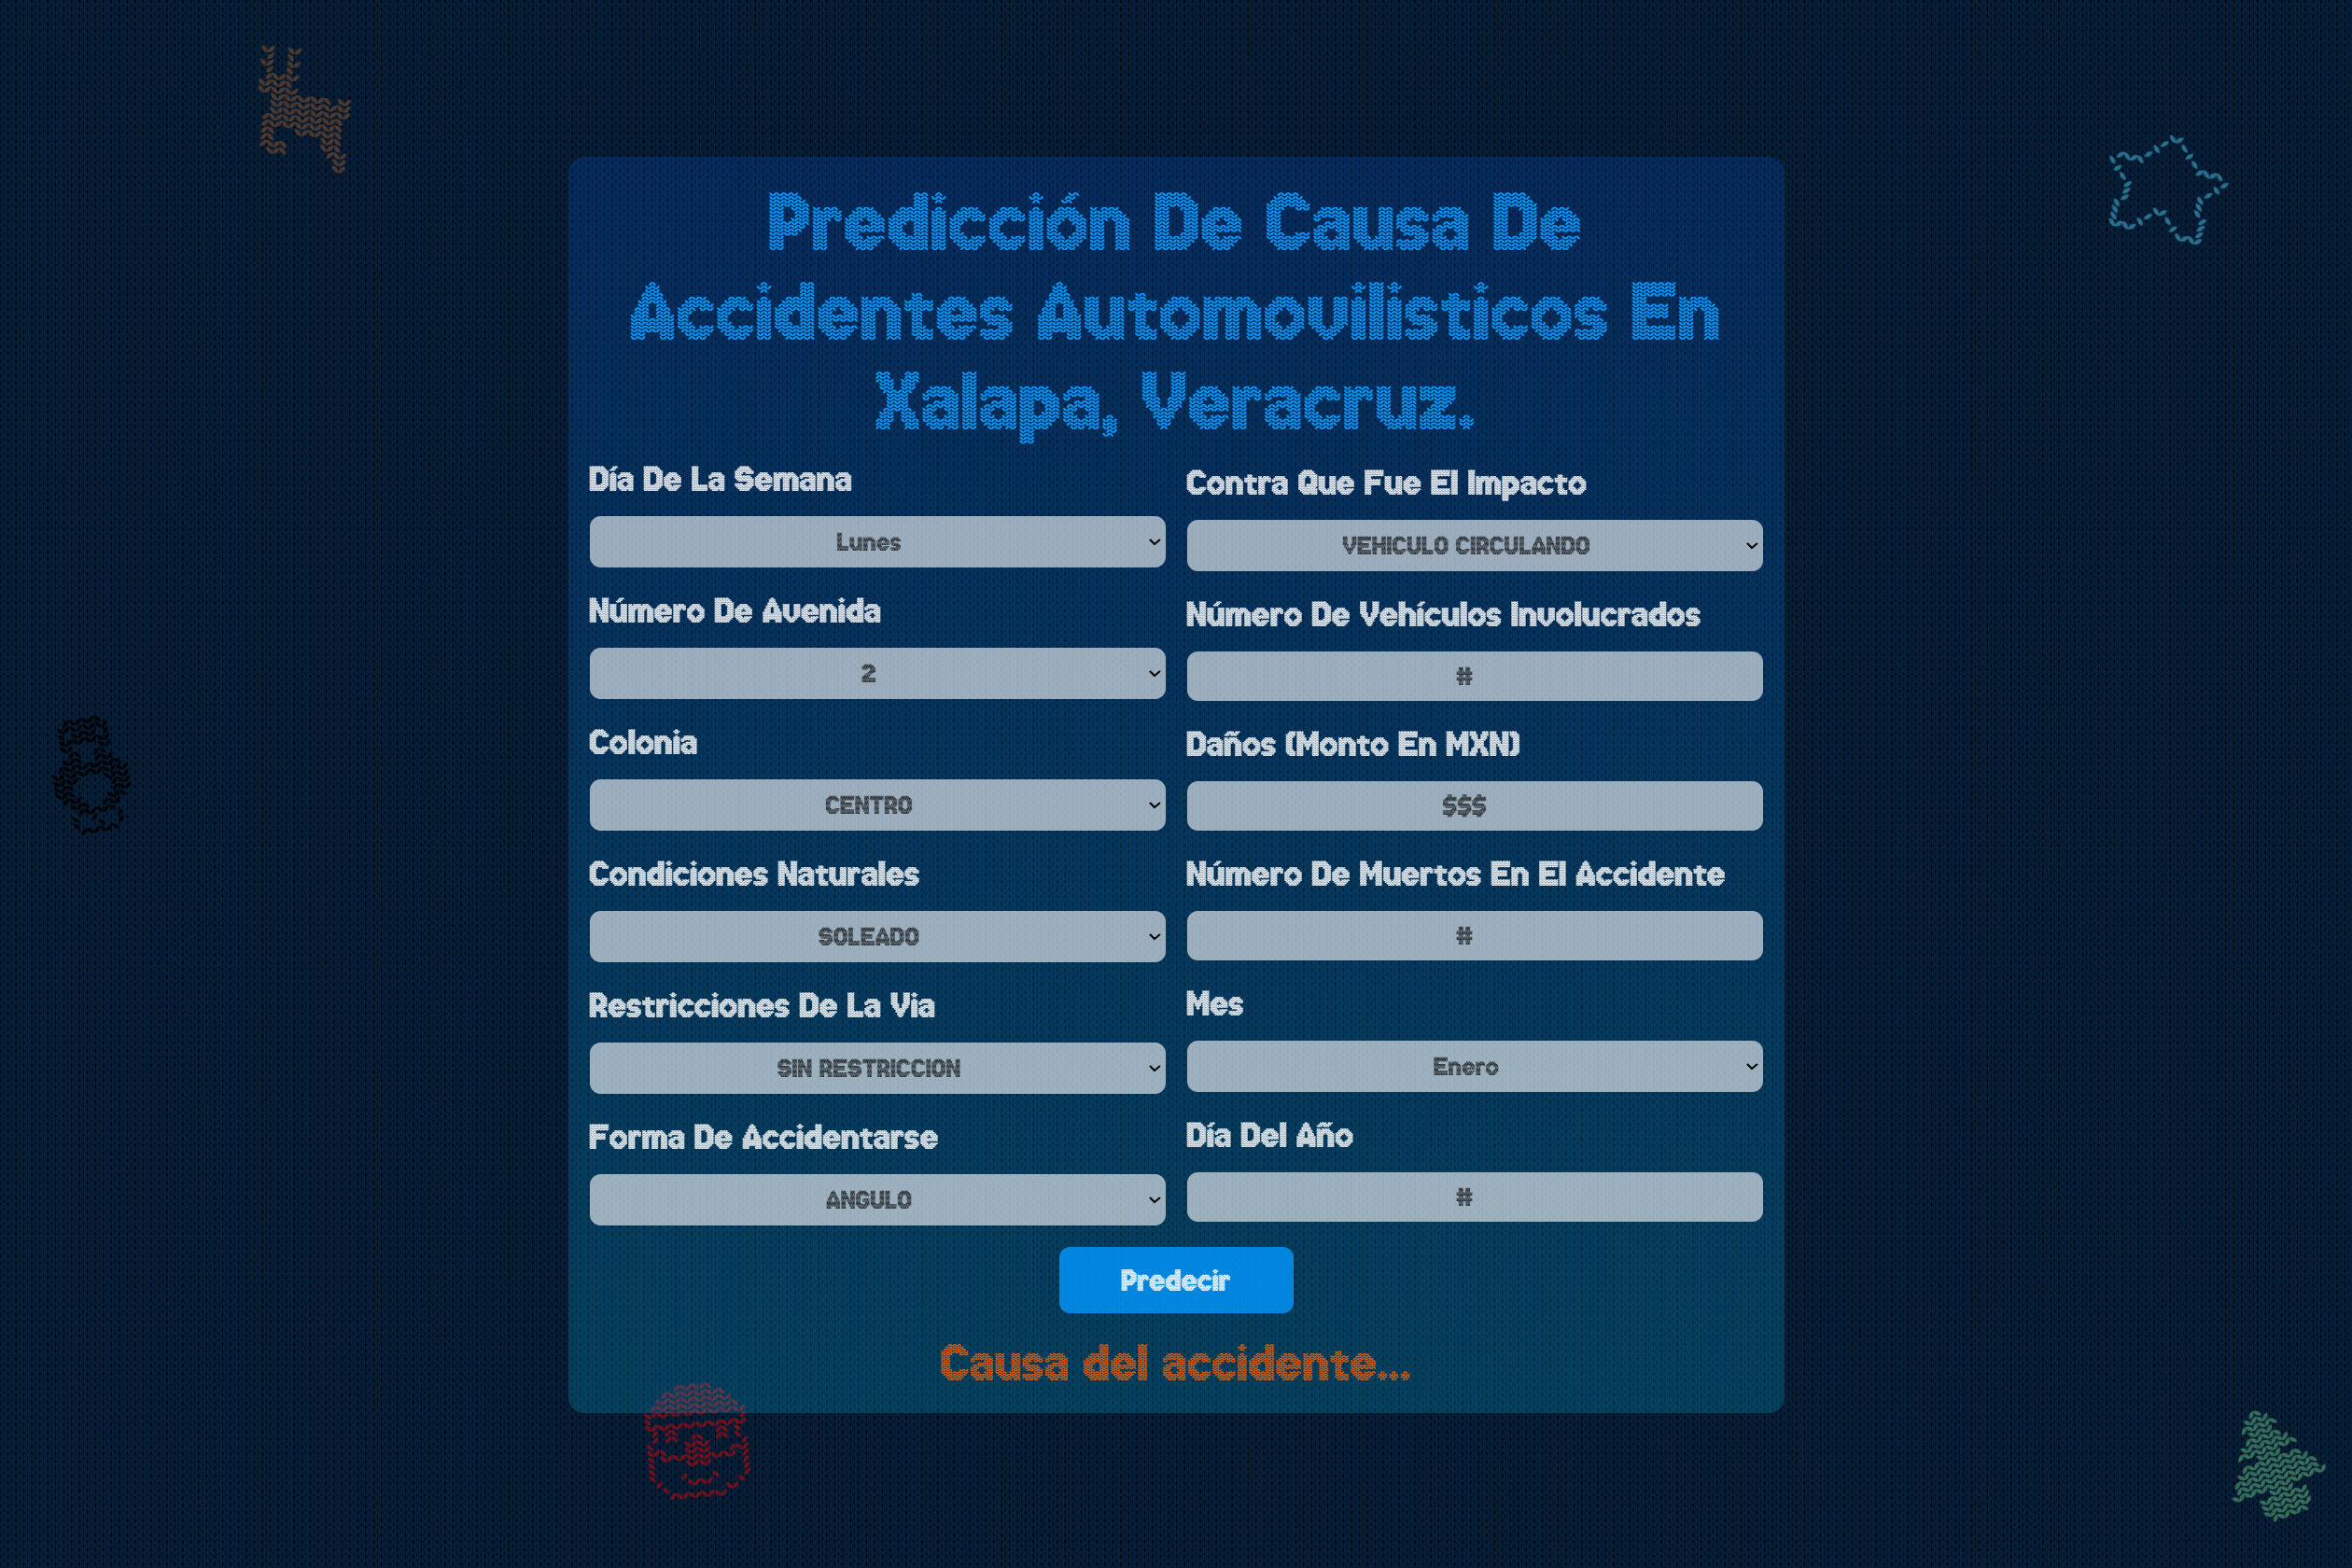 Predicción De Causa De
Accidentes Automovilisticos En
Xalapa, Veracruz.
Día De La Semana
Lunes
Número De Avenida
2
Colonia
CENTRO
Condiciones Naturales
SOLEADO
Restricciones De La Via
SIN RESTRICCION
Forma De Accidentarse
ANGULO
Contra Que Fue El Impacto
VEHICULO CIRCULANDO
Número De Vehículos Involucrados
#
Daños (Monto En MXN)
$$$
Número De Muertos En El Accidente
#
Mes
Enero
Día Del Año
#
Predecir
Causa del accidente...